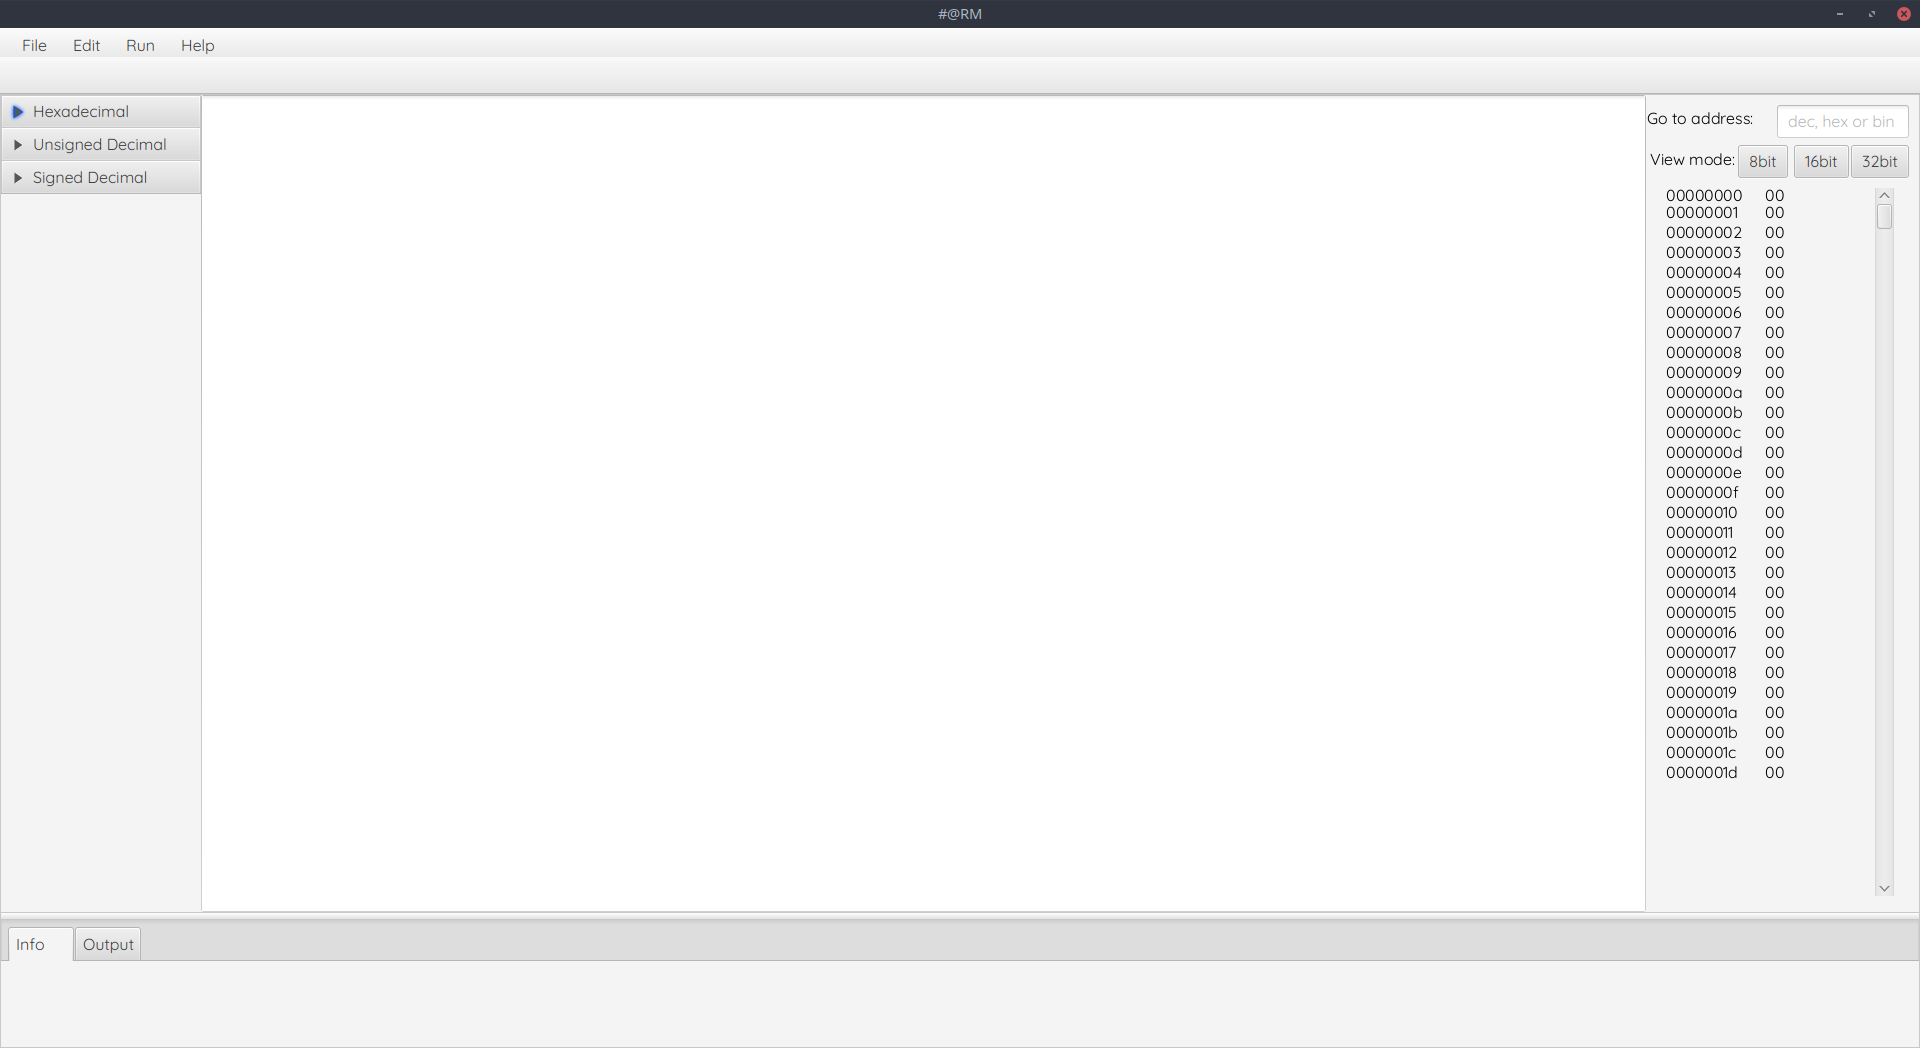 #@RM
File Edit Run Help
Hexadecimal
Unsigned Decimal
Signed Decimal
Go to address: dec, hex or bin
View mode: 8bit 16bit 32bit
00000000 00
00000001 00
00000002 00
00000003 00
00000004 00
00000005 00
00000006 00
00000007 00
00000008 00
00000009 00
0000000a 00
0000000b 00
0000000c 00
0000000d 00
0000000e 00
0000000f 00
00000010 00
00000011 00
00000012 00
00000013 00
00000014 00
00000015 00
00000016 00
00000017 00
00000018 00
00000019 00
0000001a 00
0000001b 00
0000001c 00
0000001d 00
Info Output